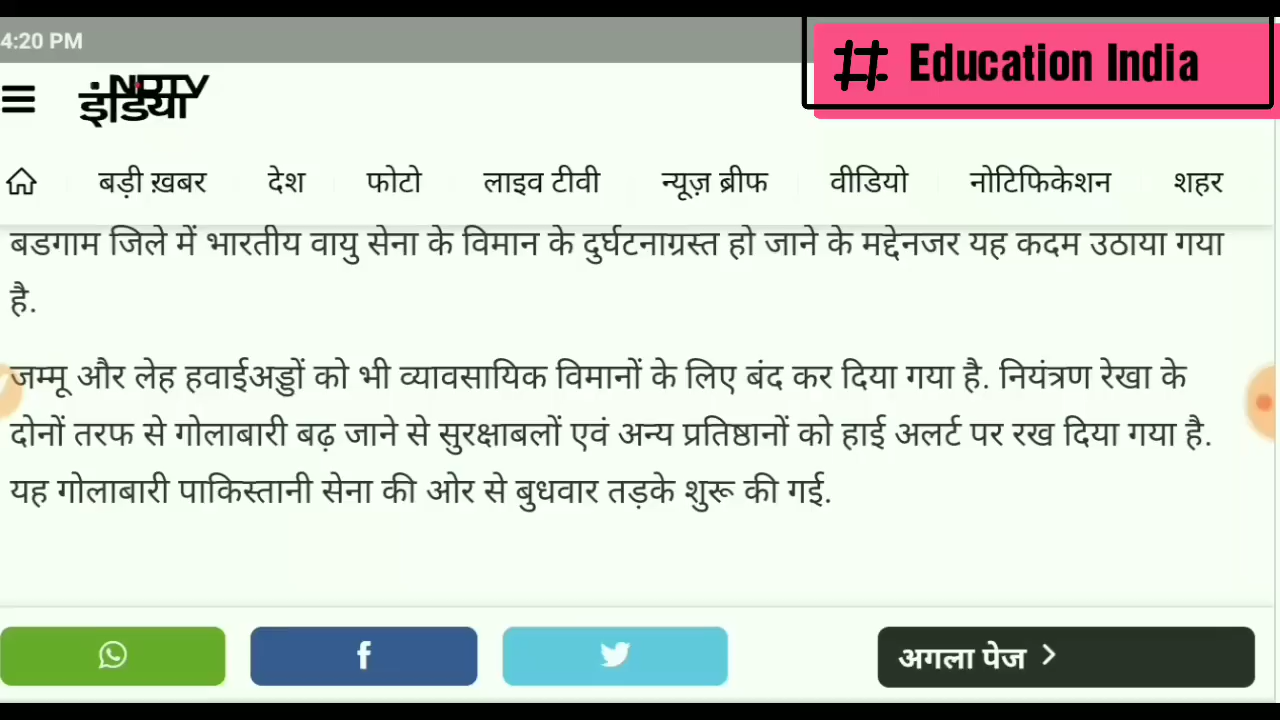 4:20 PM
# Education India
NDTV
इंडिया
बड़ी ख़बर देश फोटो लाइव टीवी न्यूज़ ब्रीफ वीडियो नोटिफिकेशन शहर
बडगाम जिले में भारतीय वायु सेना के विमान के दुर्घटनाग्रस्त हो जाने के मद्देनजर यह कदम उठाया गया
है.
जम्मू और लेह हवाईअड्डों को भी व्यावसायिक विमानों के लिए बंद कर दिया गया है. नियंत्रण रेखा के
दोनों तरफ से गोलाबारी बढ़ जाने से सुरक्षाबलों एवं अन्य प्रतिष्ठानों को हाई अलर्ट पर रख दिया गया है.
यह गोलाबारी पाकिस्तानी सेना की ओर से बुधवार तड़के शुरू की गई.
अगला पेज